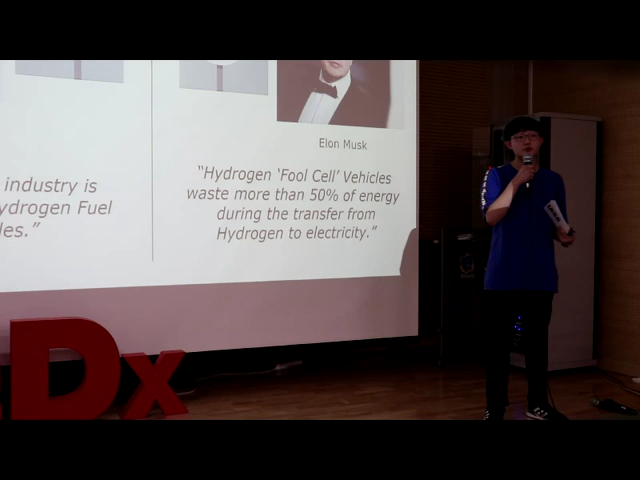 industry is
ydrogen Fuel
les.”
Elon Musk
“Hydrogen ‘Fool Cell’ Vehicles
waste more than 50% of energy
during the transfer from
Hydrogen to electricity.”
Dx